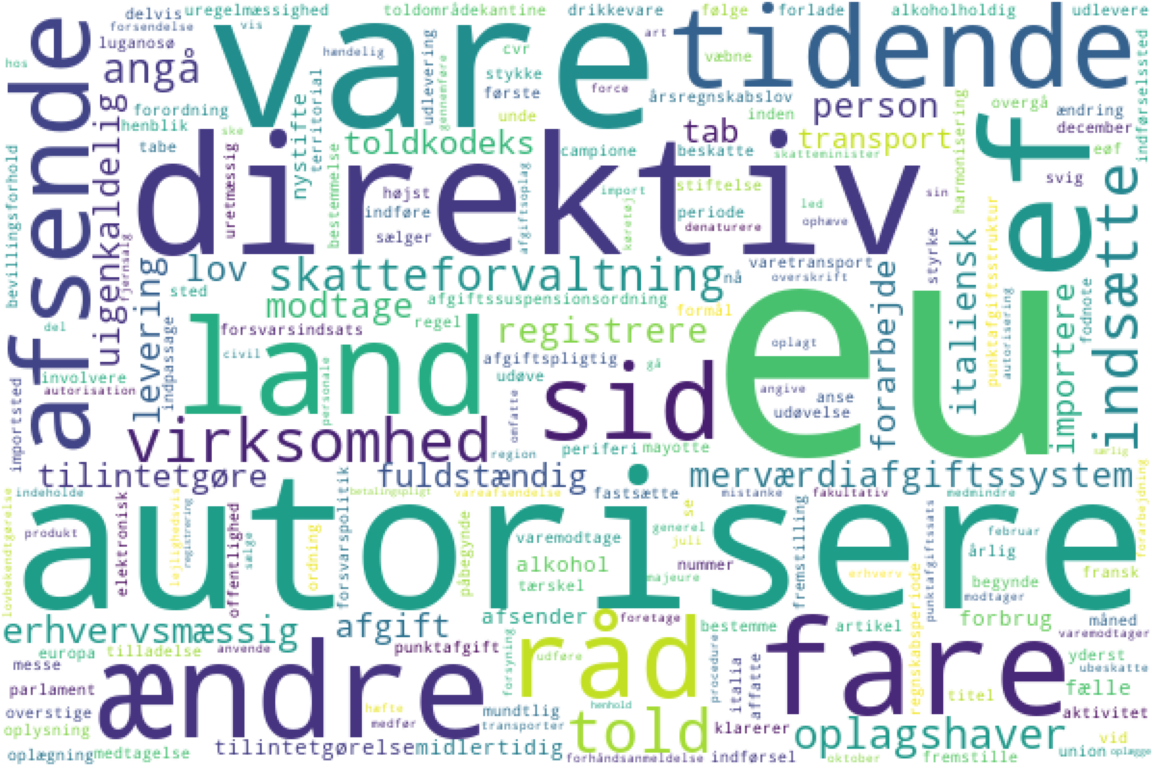 delvis uregelmæssighed toldområdekantine drikkevare følge forlade alkoholholdig udlevere
forsendelse vis
afsende
luganosø
hos
angå
vare
hændelig
udlevering
gennemføre
cvr
stykke
første
unde
force
art
væbne
tidende
årsregnskabslov
inden
person
overgå
ændring
december
eøf
indførselssted
forordning
henblik
tabe
uigenkaldelig
nystifte
territorial
toldkodeks
tab
transport
campione
beskatte
skatteminister
harmonisering
ef
svig
bevillingsforhold
uretmæssig
ske
bestemmelse
direktiv
højst
indføre
sælger
afgiftsoplag
import
køretøj
stiftelse
periode
denaturere
led
ophæve
sin
fjernsalg
levering
indpassage
lov
sted
skatteforvaltning
nå
varetransport
overskrift
styrke
italiensk
punktafgiftsstruktur
autorisering
fodnote
importere
indsætte
modtage
afgiftssuspensionsordning
formål
forarbejde
del
forsvarsindsats
regel
registrere
oplagt
eu
land
civil
personale
afgiftspligtig
udøve
gå
sid
angive
anse
udøvelse
involvere
autorisation
importsted
virksomhed
omfatte
region
periferi
mayotte
særlig
tilintetgøre
fuldstændig
merværdiafgiftssystem
indeholde
betalingspligt
vareafsendelse
fastsætte
mistanke
fakultativ
medmindre
lovbekendtgørelse
produkt
elektronisk
lejlighedsvis
registrering
sælge
offentlighed
ordning
forsvarspolitik
påbegynde
autorisere
varemodtage
alkohol
tærskel
se
generel
juli
nummer
majeure
fremstilling
erhverv
punktafgiftssats
februar
årlig
begynde
modtager
fransk
forarbejdning
erhvervsmæssig
afgift
afsender
foretage
bestemme
artikel
regnskabsperiode
forbrug
måned
varemodtager
europa
tilladelse
anvende
punktafgift
messe
ændre
forsyning
råd
udføre
procedure
italia
affatte
fare
yderst
ubeskatte
parlament
overstige
oplysning
hæfte
medfør
mundtlig
transporter
henhold
told
klarerer
titel
fælle
aktivitet
oplagshaver
vid
oplægning
medtagelse
tilintetgørelse
midlertidig
forhåndsanmeldelse
indførsel
oktober
fremstille
union
oplægge